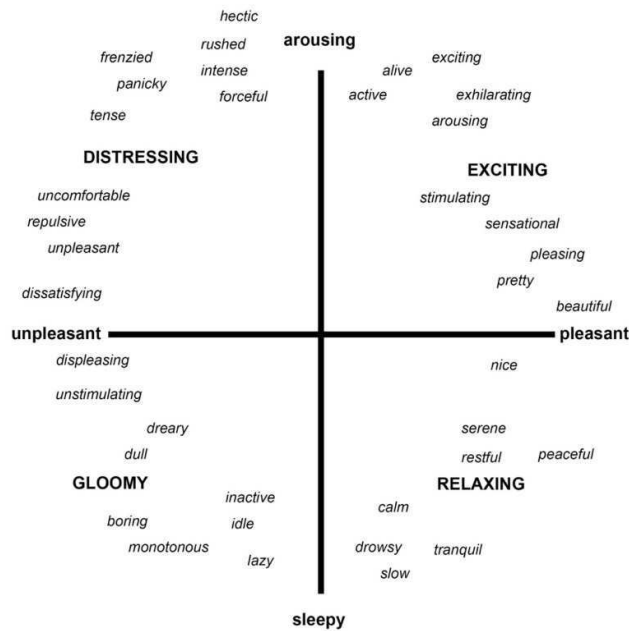 hectic
arousing
rushed
frenzied
exciting
intense
alive
panicky
forceful
active
exhilarating
tense
arousing
DISTRESSING
EXCITING
uncomfortable
stimulating
repulsive
sensational
unpleasant
pleasing
pretty
dissatisfying
beautiful
unpleasant
pleasant
displeasing
nice
unstimulating
dreary
serene
dull
restful
peaceful
GLOOMY
RELAXING
inactive
calm
boring
idle
monotonous
drowsy
tranquil
lazy
slow
sleepy